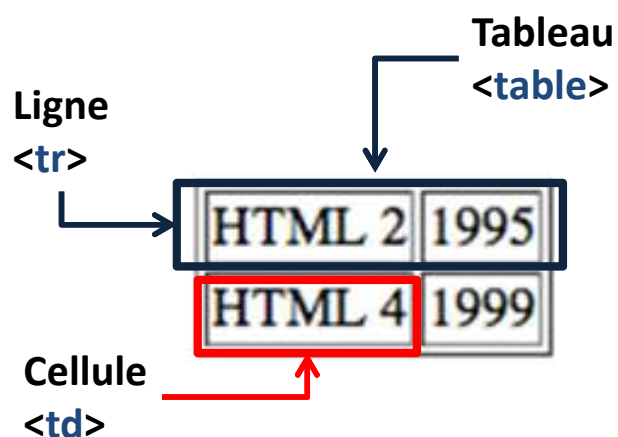 Tableau
<table>
Ligne
<tr>
HTML 2 1995
HTML 4 1999
Cellule
<td>